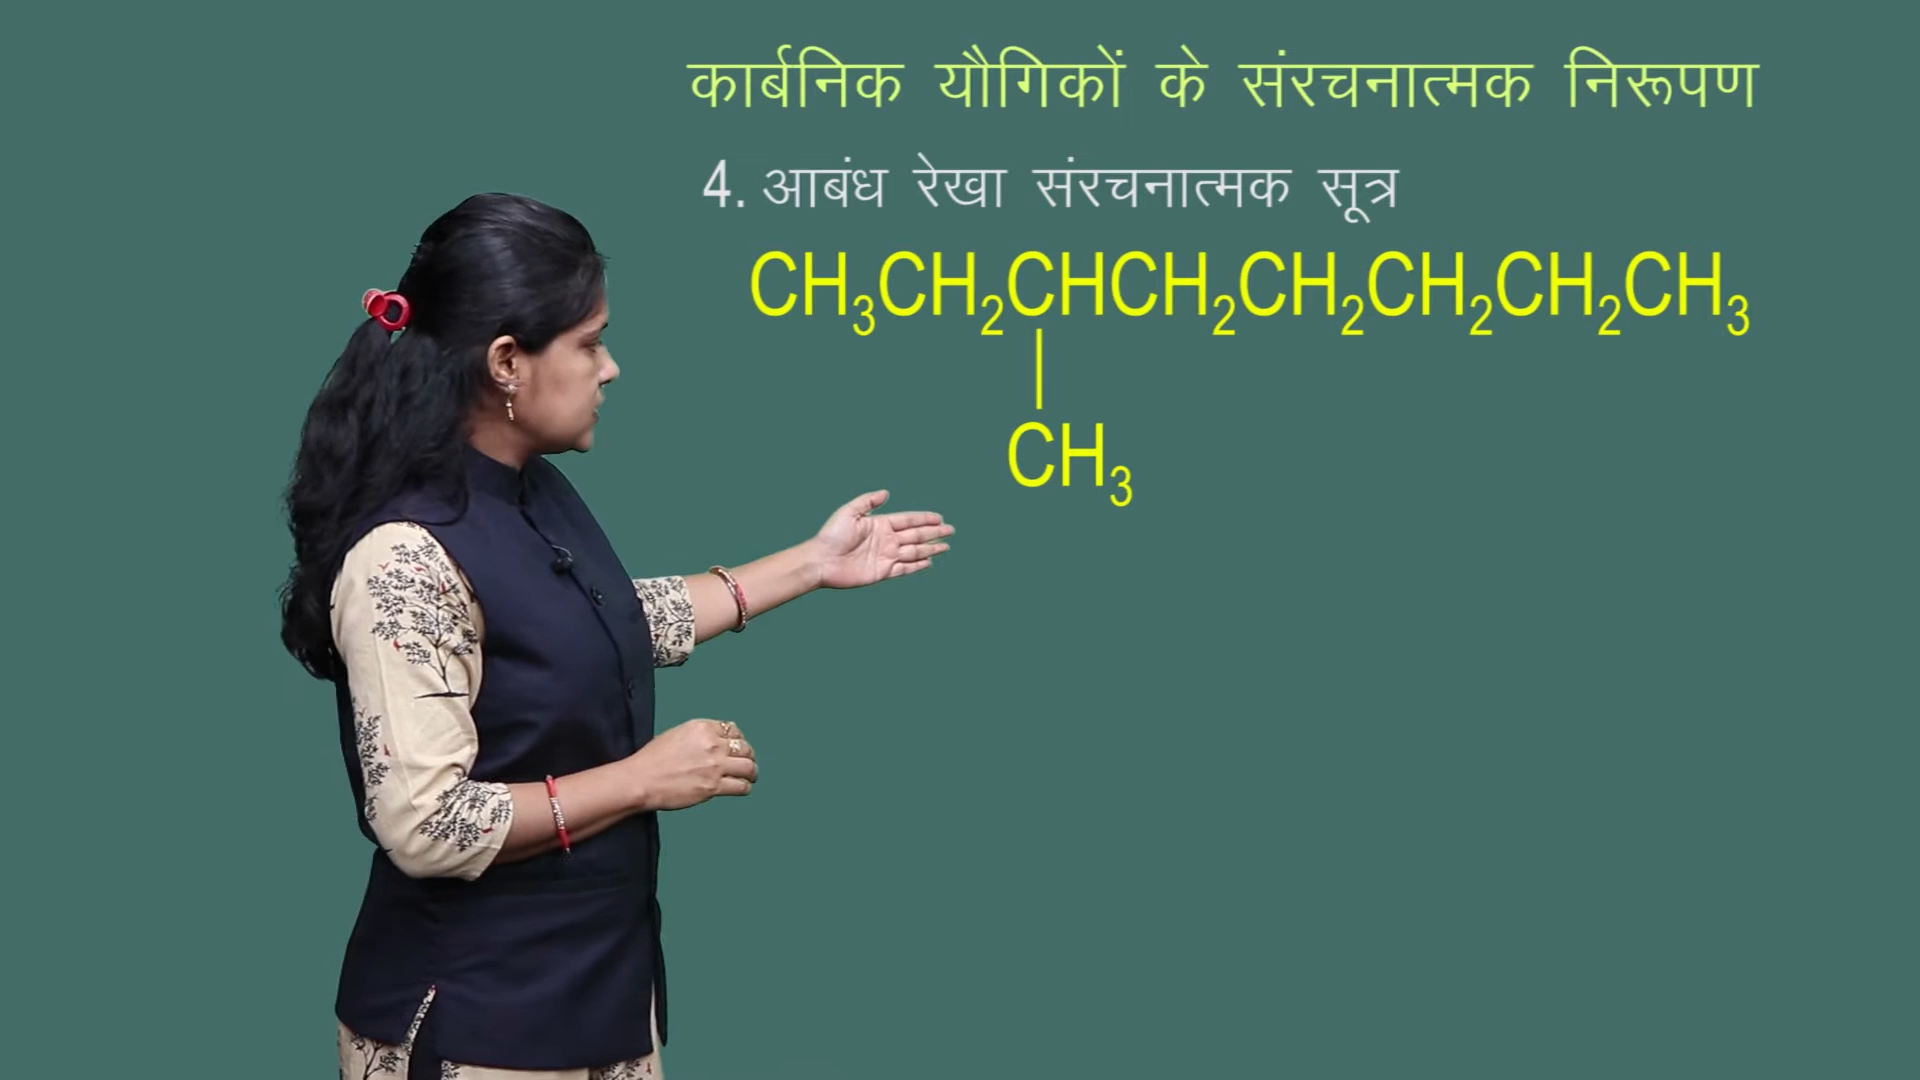 कार्बनिक यौगिकों के संरचनात्मक निरूपण
4. आबंध रेखा संरचनात्मक सूत्र
CH₃CH₂CHCH₂CH₂CH₂CH₂CH₃
|
CH₃